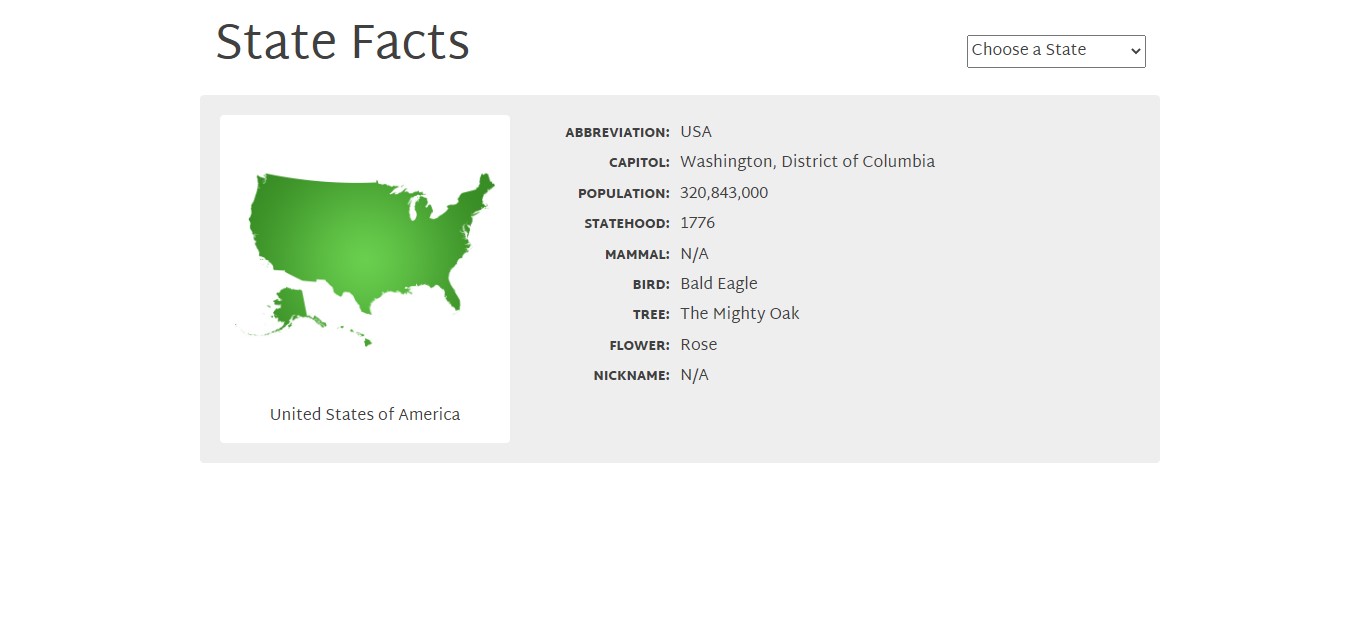 State Facts
Choose a State
ABBREVIATION: USA
CAPITOL: Washington, District of Columbia
POPULATION: 320,843,000
STATEHOOD: 1776
MAMMAL: N/A
BIRD: Bald Eagle
TREE: The Mighty Oak
FLOWER: Rose
NICKNAME: N/A
United States of America